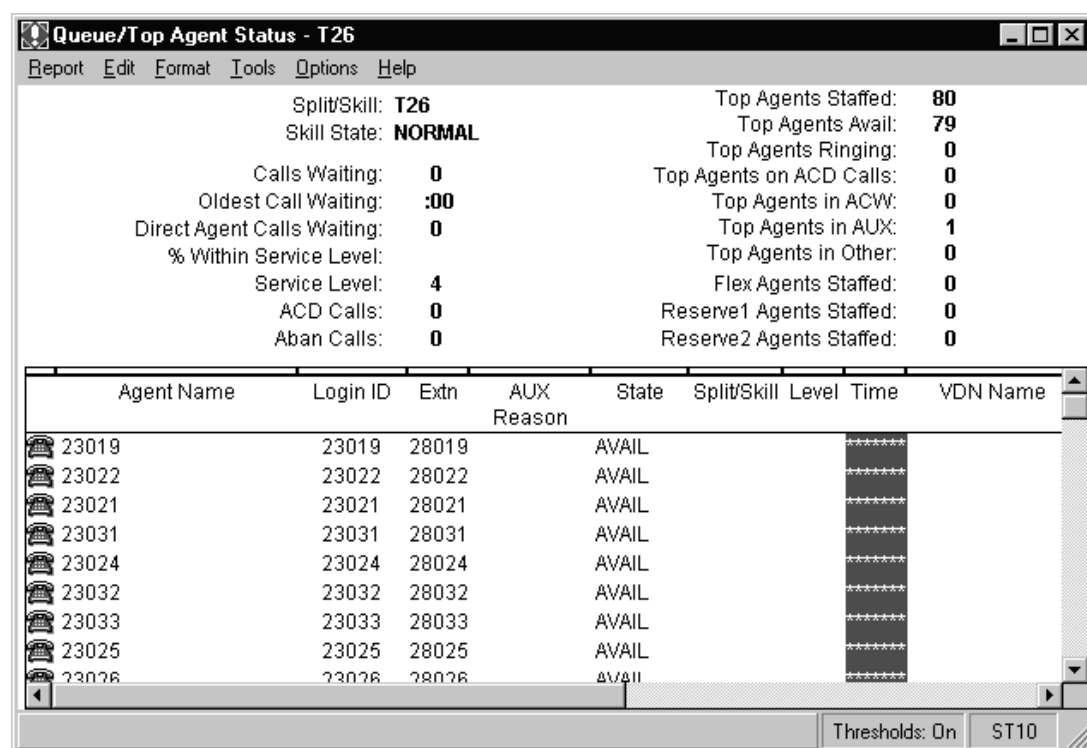 Queue/Top Agent Status - T26
Report Edit Format Tools Options Help
Split/Skill: T26
Skill State: NORMAL
Calls Waiting: 0
Oldest Call Waiting: :00
Direct Agent Calls Waiting: 0
% Within Service Level:
Service Level: 4
ACD Calls: 0
Aban Calls: 0
Top Agents Staffed: 80
Top Agents Avail: 79
Top Agents Ringing: 0
Top Agents on ACD Calls: 0
Top Agents in ACW: 0
Top Agents in AUX: 1
Top Agents in Other: 0
Flex Agents Staffed: 0
Reserve1 Agents Staffed: 0
Reserve2 Agents Staffed: 0
Agent Name Login ID Extn AUX Reason State Split/Skill Level Time VDN Name
23019 23019 28019 AVAIL *******
23022 23022 28022 AVAIL *******
23021 23021 28021 AVAIL *******
23031 23031 28031 AVAIL *******
23024 23024 28024 AVAIL *******
23032 23032 28032 AVAIL *******
23033 23033 28033 AVAIL *******
23025 23025 28025 AVAIL *******
23026 23026 28026 AVAIL *******
Thresholds: On ST10